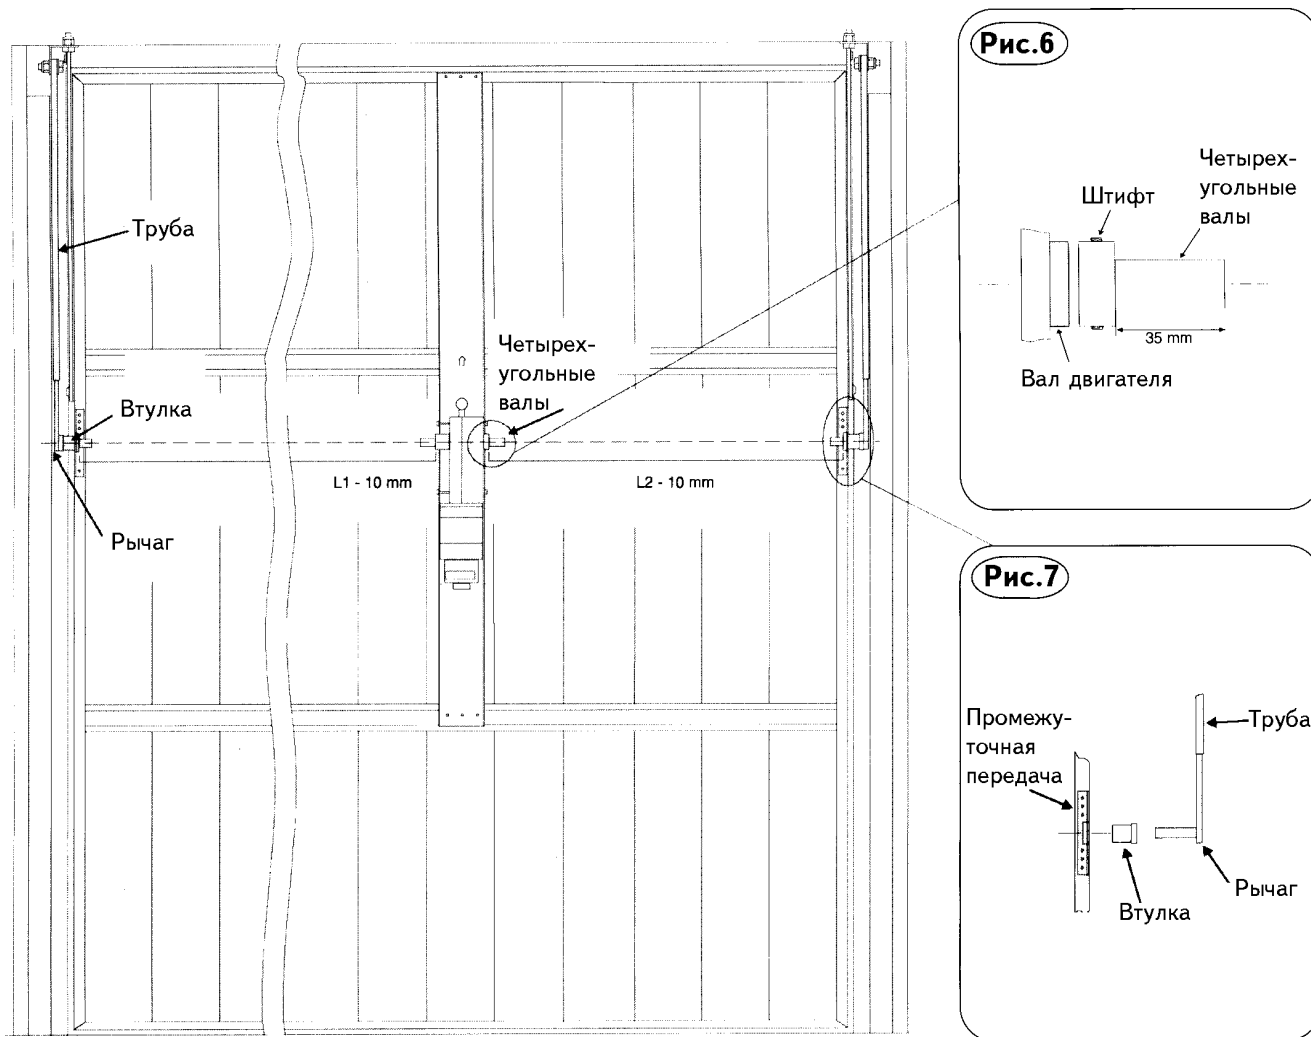 Труба
Четырех-
угольные
валы
Втулка
L1 - 10 mm
L2 - 10 mm
Рычаг
Рис.6
Четырех-
угольные
валы
Штифт
35 mm
Вал двигателя
Рис.7
Промежу-
точная
передача
Труба
Рычаг
Втулка